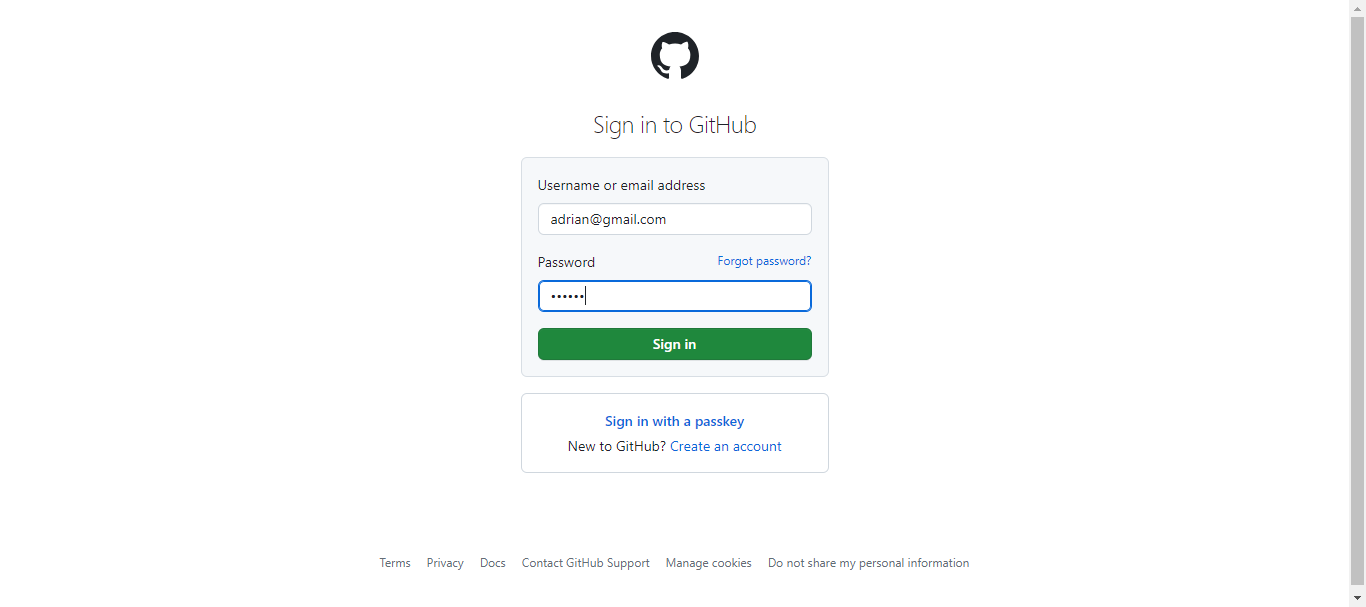 Sign in to GitHub
Username or email address
adrian@gmail.com
Password Forgot password?
••••••
Sign in
Sign in with a passkey
New to GitHub? Create an account
Terms Privacy Docs Contact GitHub Support Manage cookies Do not share my personal information